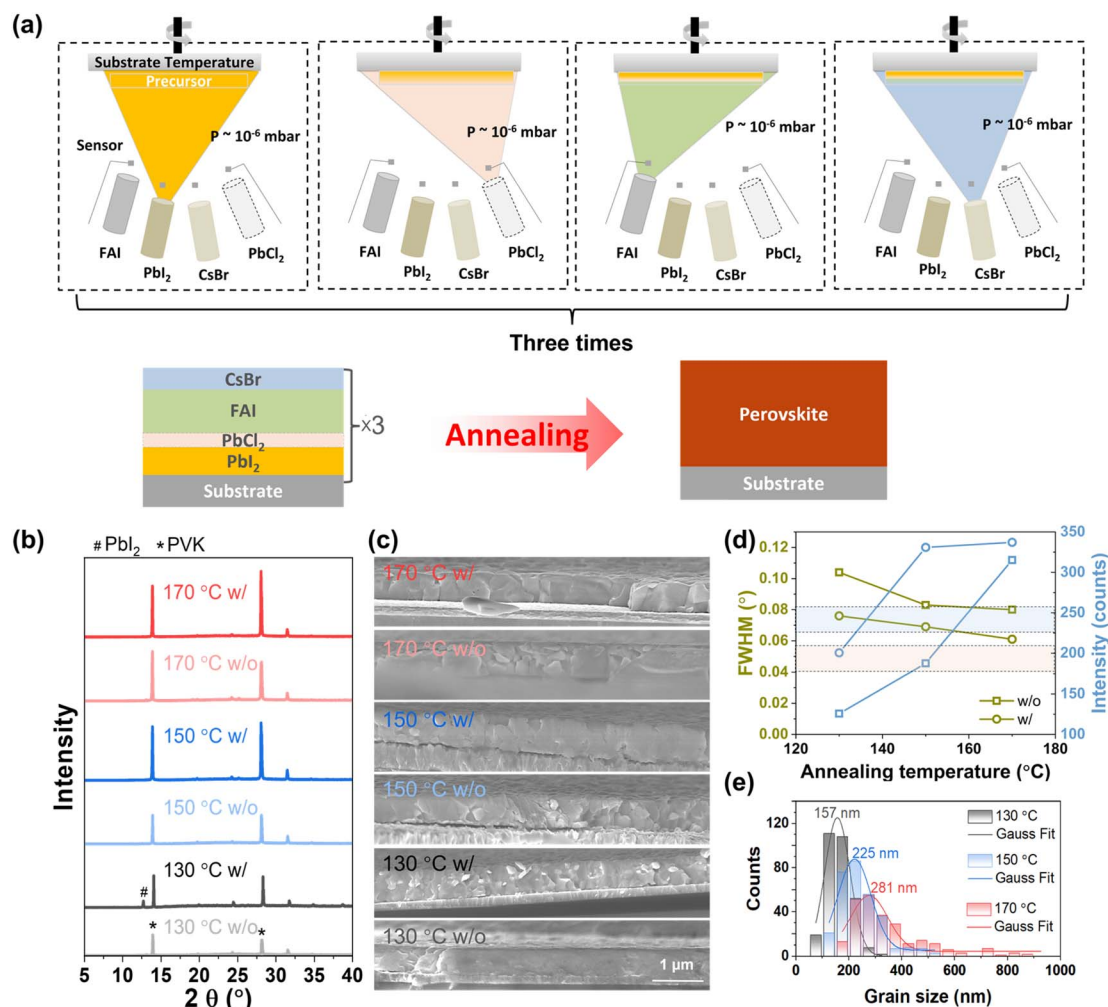 (a)
Substrate Temperature
Precursor
P ~ 10⁻⁶ mbar
Sensor
FAI
PbI₂
CsBr
PbCl₂
P ~ 10⁻⁶ mbar
FAI
PbI₂
CsBr
PbCl₂
P ~ 10⁻⁶ mbar
FAI
PbI₂
CsBr
PbCl₂
P ~ 10⁻⁶ mbar
FAI
PbI₂
CsBr
PbCl₂
Three times
CsBr
FAI
PbCl₂
PbI₂
Substrate
×3
Annealing
Perovskite
Substrate
(b)
# PbI₂ * PVK
170 °C w/
170 °C w/o
150 °C w/
150 °C w/o
130 °C w/
#
130 °C w/o
* *
Intensity
5 10 15 20 25 30 35 40
2 θ (°)
(c)
170 °C w/
170 °C w/o
150 °C w/
150 °C w/o
130 °C w/
130 °C w/o
1 μm
(d)
0.12
0.10
0.08
0.06
0.04
0.02
0.00
FWHM (°)
350
300
250
200
150
100
Intensity (counts)
w/o
w/
120 140 160 180
Annealing temperature (°C)
(e)
120
80
40
0
Counts
157 nm
225 nm
281 nm
130 °C
Gauss Fit
150 °C
Gauss Fit
170 °C
Gauss Fit
0 200 400 600 800 1000
Grain size (nm)